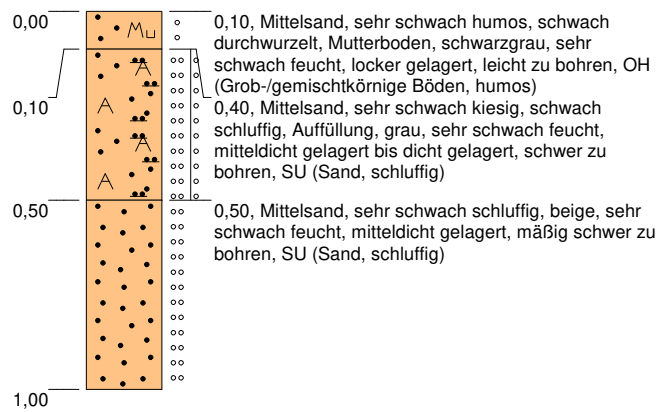 0,00
Mu
0,10, Mittelsand, sehr schwach humos, schwach
durchwurzelt, Mutterboden, schwarzgrau, sehr
schwach feucht, locker gelagert, leicht zu bohren, OH
(Grob-/gemischtkörnige Böden, humos)
0,10
A
A
A
A
0,40, Mittelsand, sehr schwach kiesig, schwach
schluffig, Auffüllung, grau, sehr schwach feucht,
mitteldicht gelagert bis dicht gelagert, schwer zu
bohren, SU (Sand, schluffig)
0,50
0,50, Mittelsand, sehr schwach schluffig, beige, sehr
schwach feucht, mitteldicht gelagert, mäßig schwer zu
bohren, SU (Sand, schluffig)
1,00